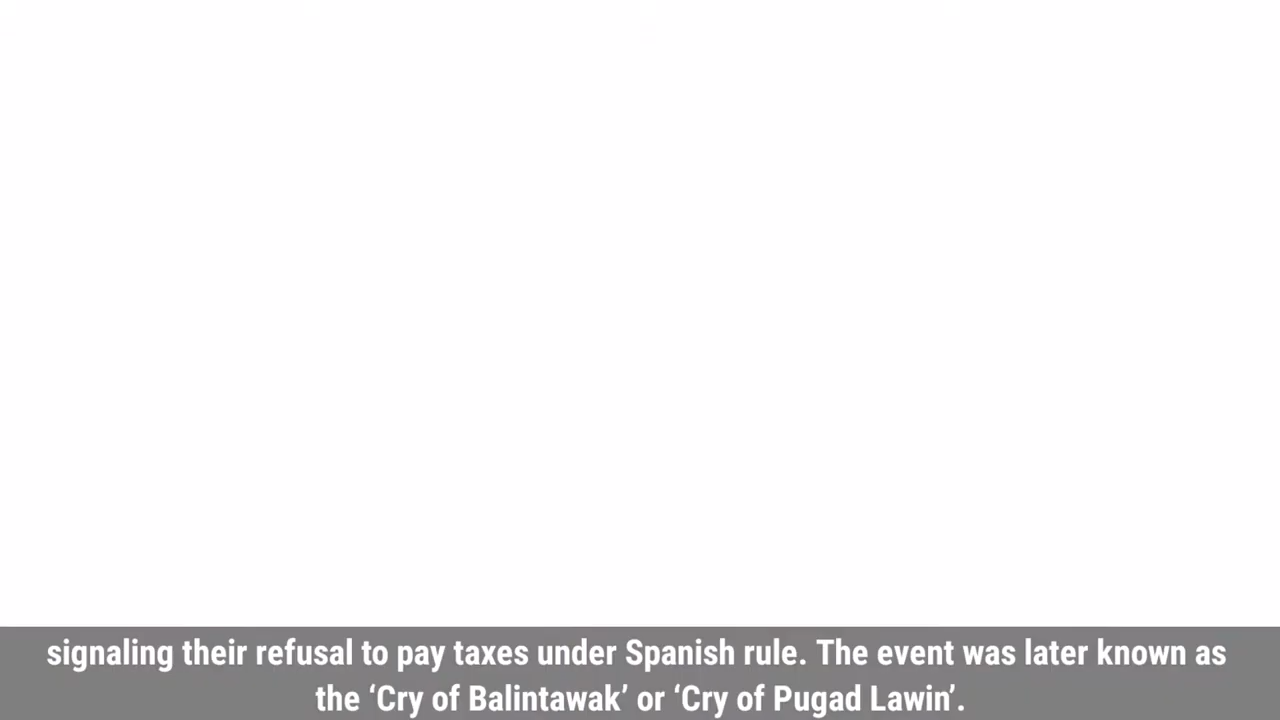 signaling their refusal to pay taxes under Spanish rule. The event was later known as
the ‘Cry of Balintawak’ or ‘Cry of Pugad Lawin’.